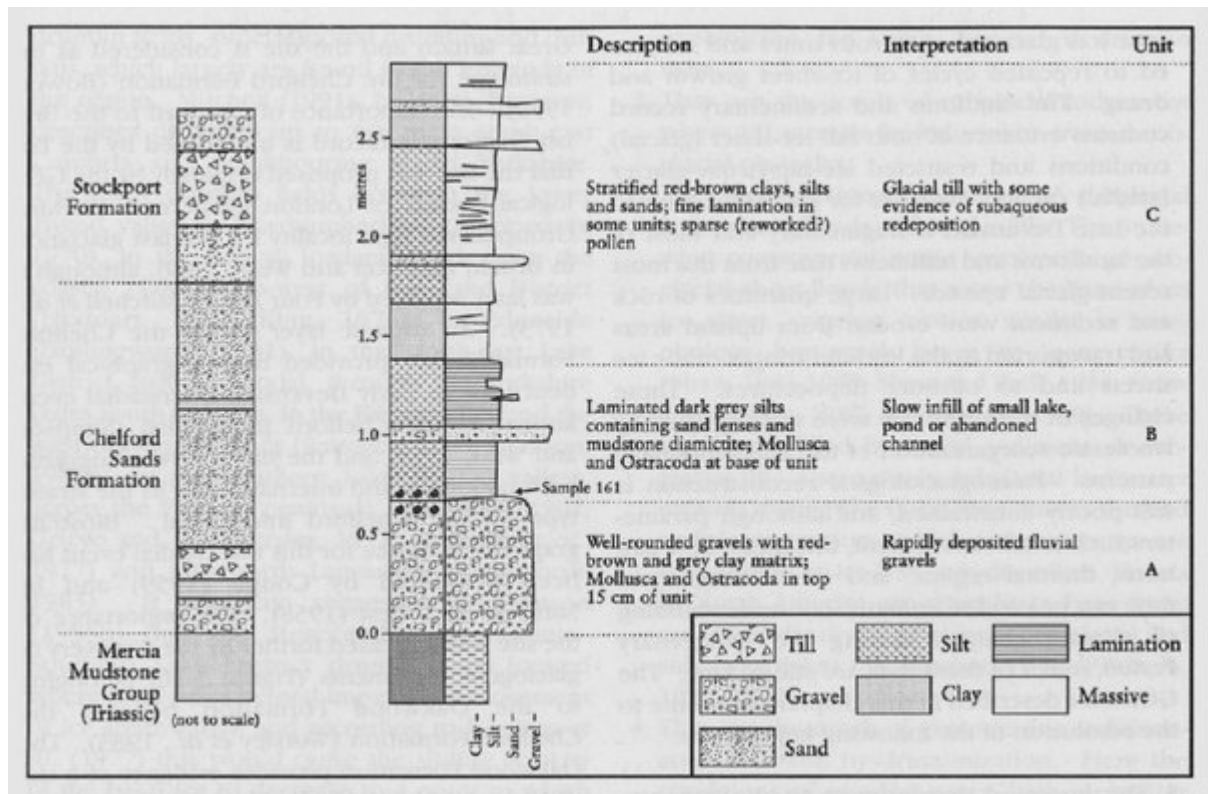 Description Interpretation Unit
Stockport
Formation
Chelford
Sands
Formation
Mercia
Mudstone
Group
(Triassic)
(not to scale)
metres
2.5
2.0
1.5
1.0
0.5
0.0
Clay
Silt
Sand
Gravel
Stratified red-brown clays, silts
and sands; fine lamination in
some units; sparse (reworked?)
pollen
Glacial till with some
evidence of subaqueous
redeposition
C
Laminated dark grey silts
containing sand lenses and
mudstone diamictite; Mollusca
and Ostracoda at base of unit
Slow infill of small lake,
pond or abandoned
channel
B
Sample 161
Well-rounded gravels with red-
brown and grey clay matrix;
Mollusca and Ostracoda in top
15 cm of unit
Rapidly deposited fluvial
gravels
A
Till Silt Lamination
Gravel Clay Massive
Sand